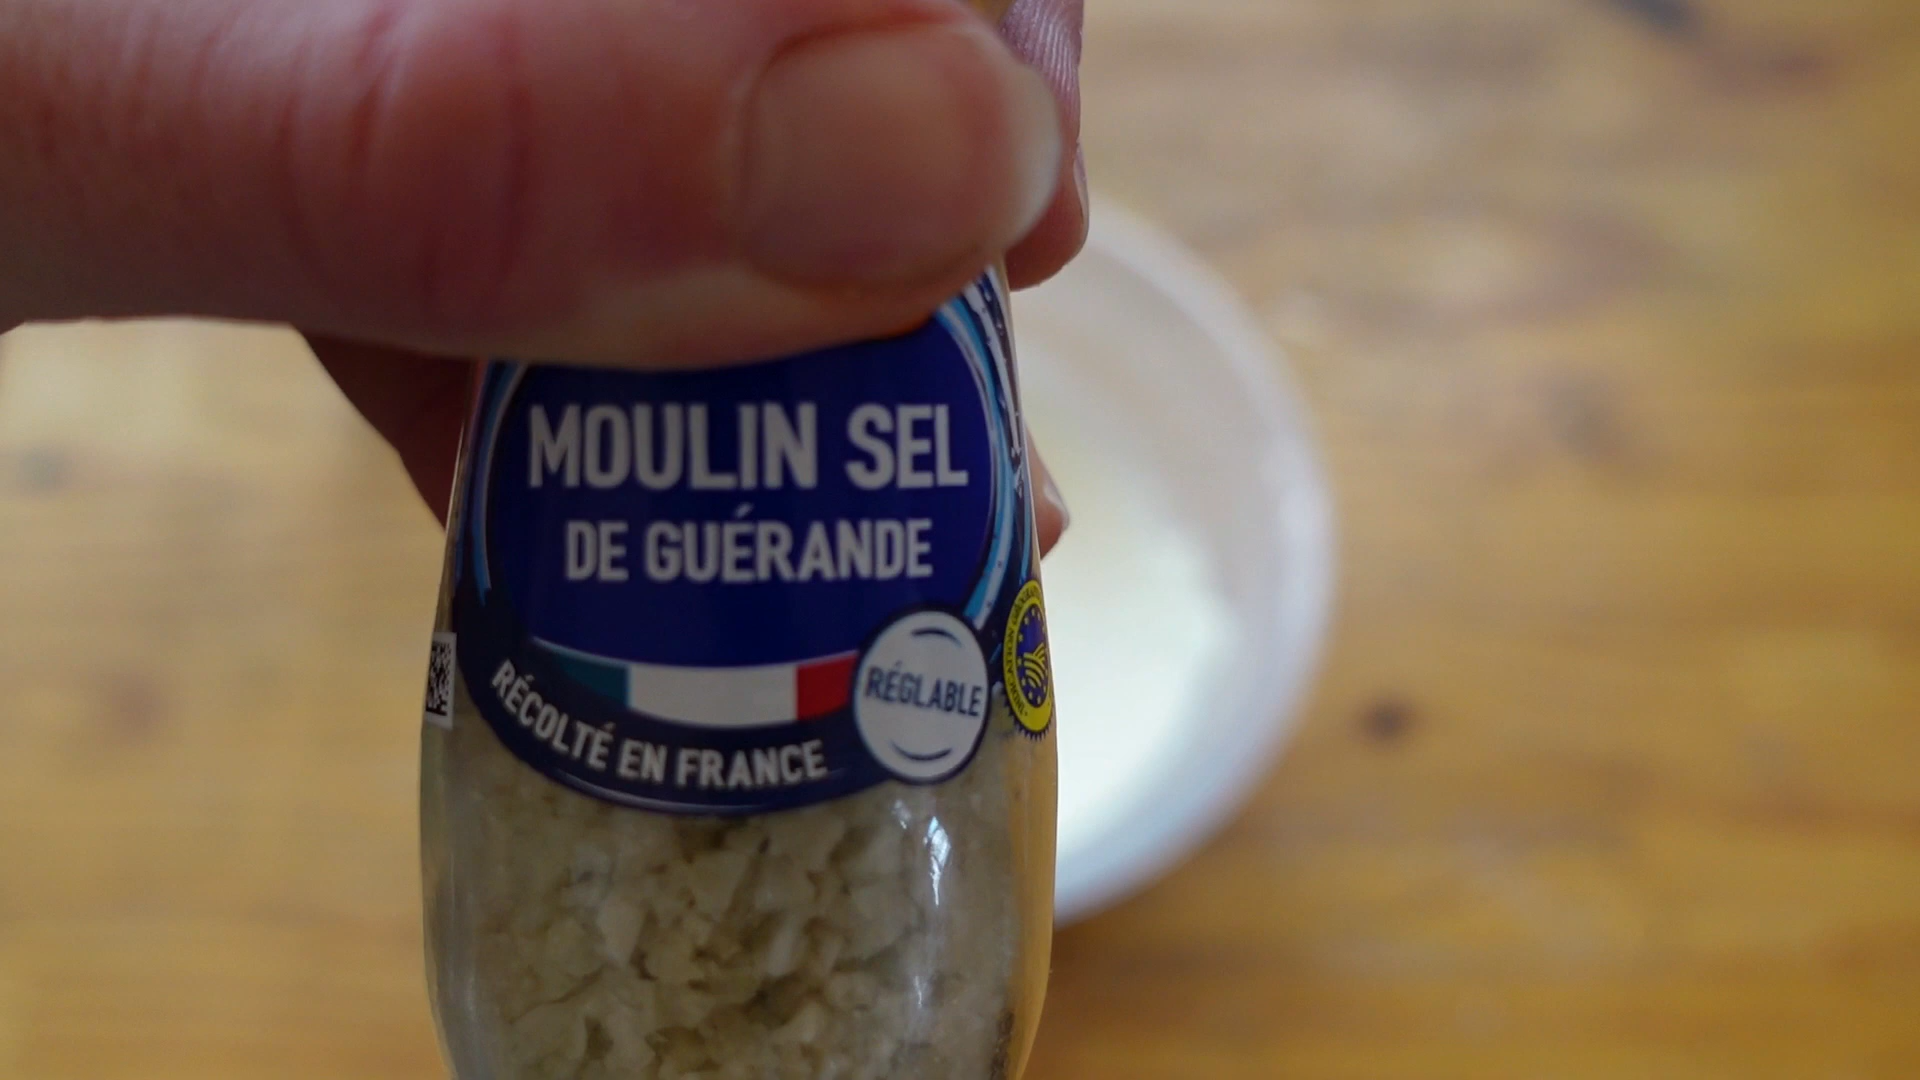 MOULIN SEL
DE GUÉRANDE
RÉGLABLE
RÉCOLTÉ EN FRANCE